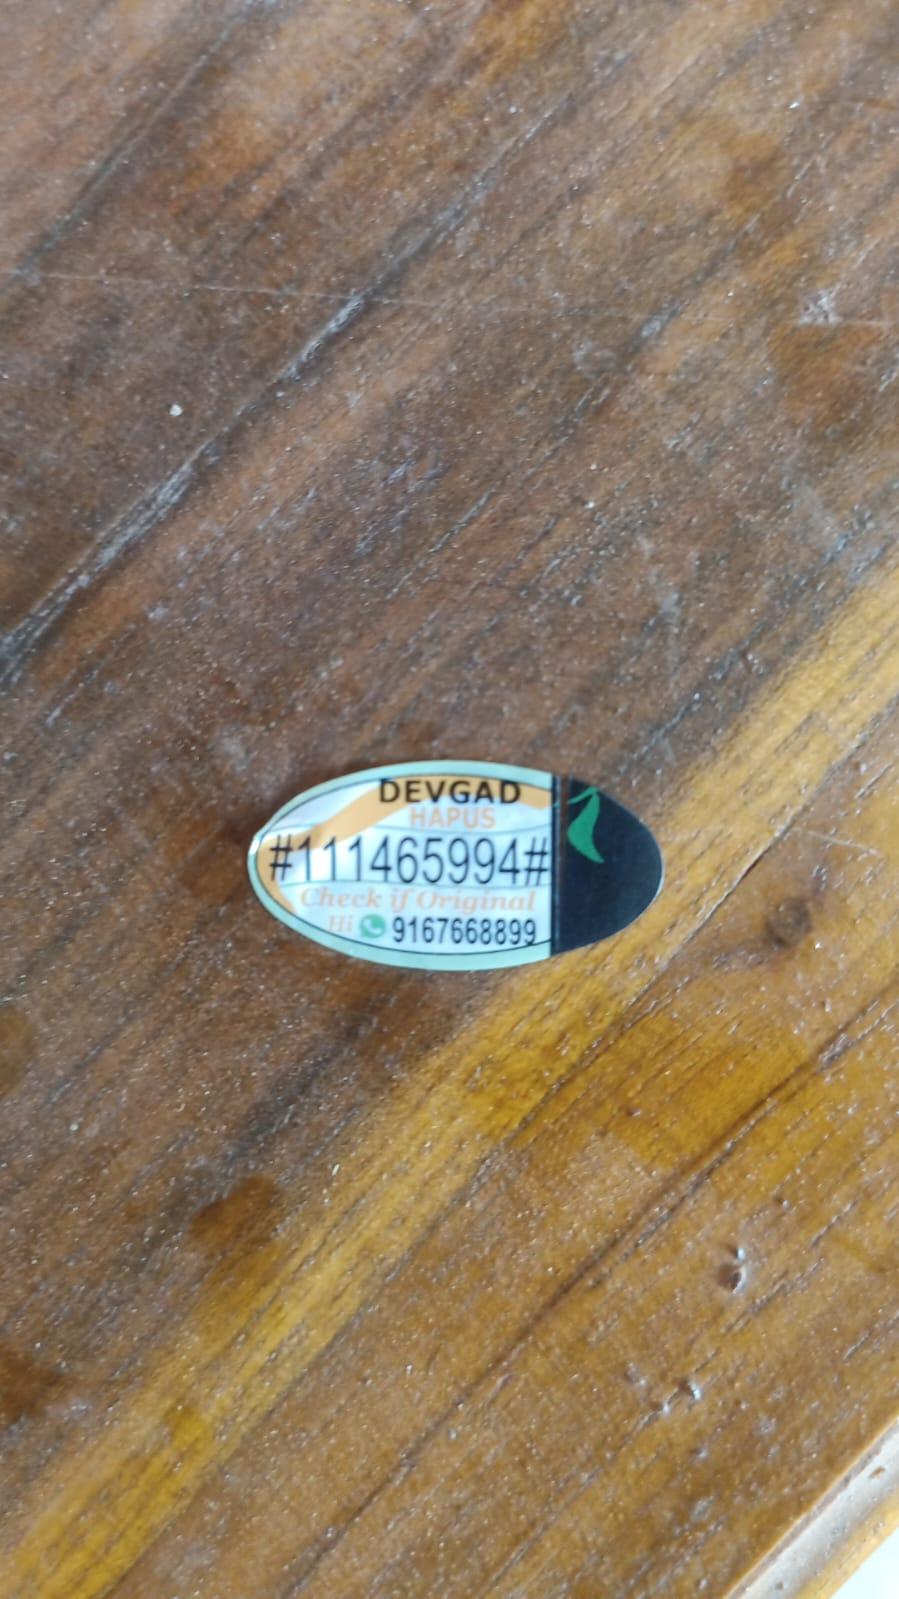 DEVGAD
HAPUS
#111465994#
Check if Original
Hi 9167668899